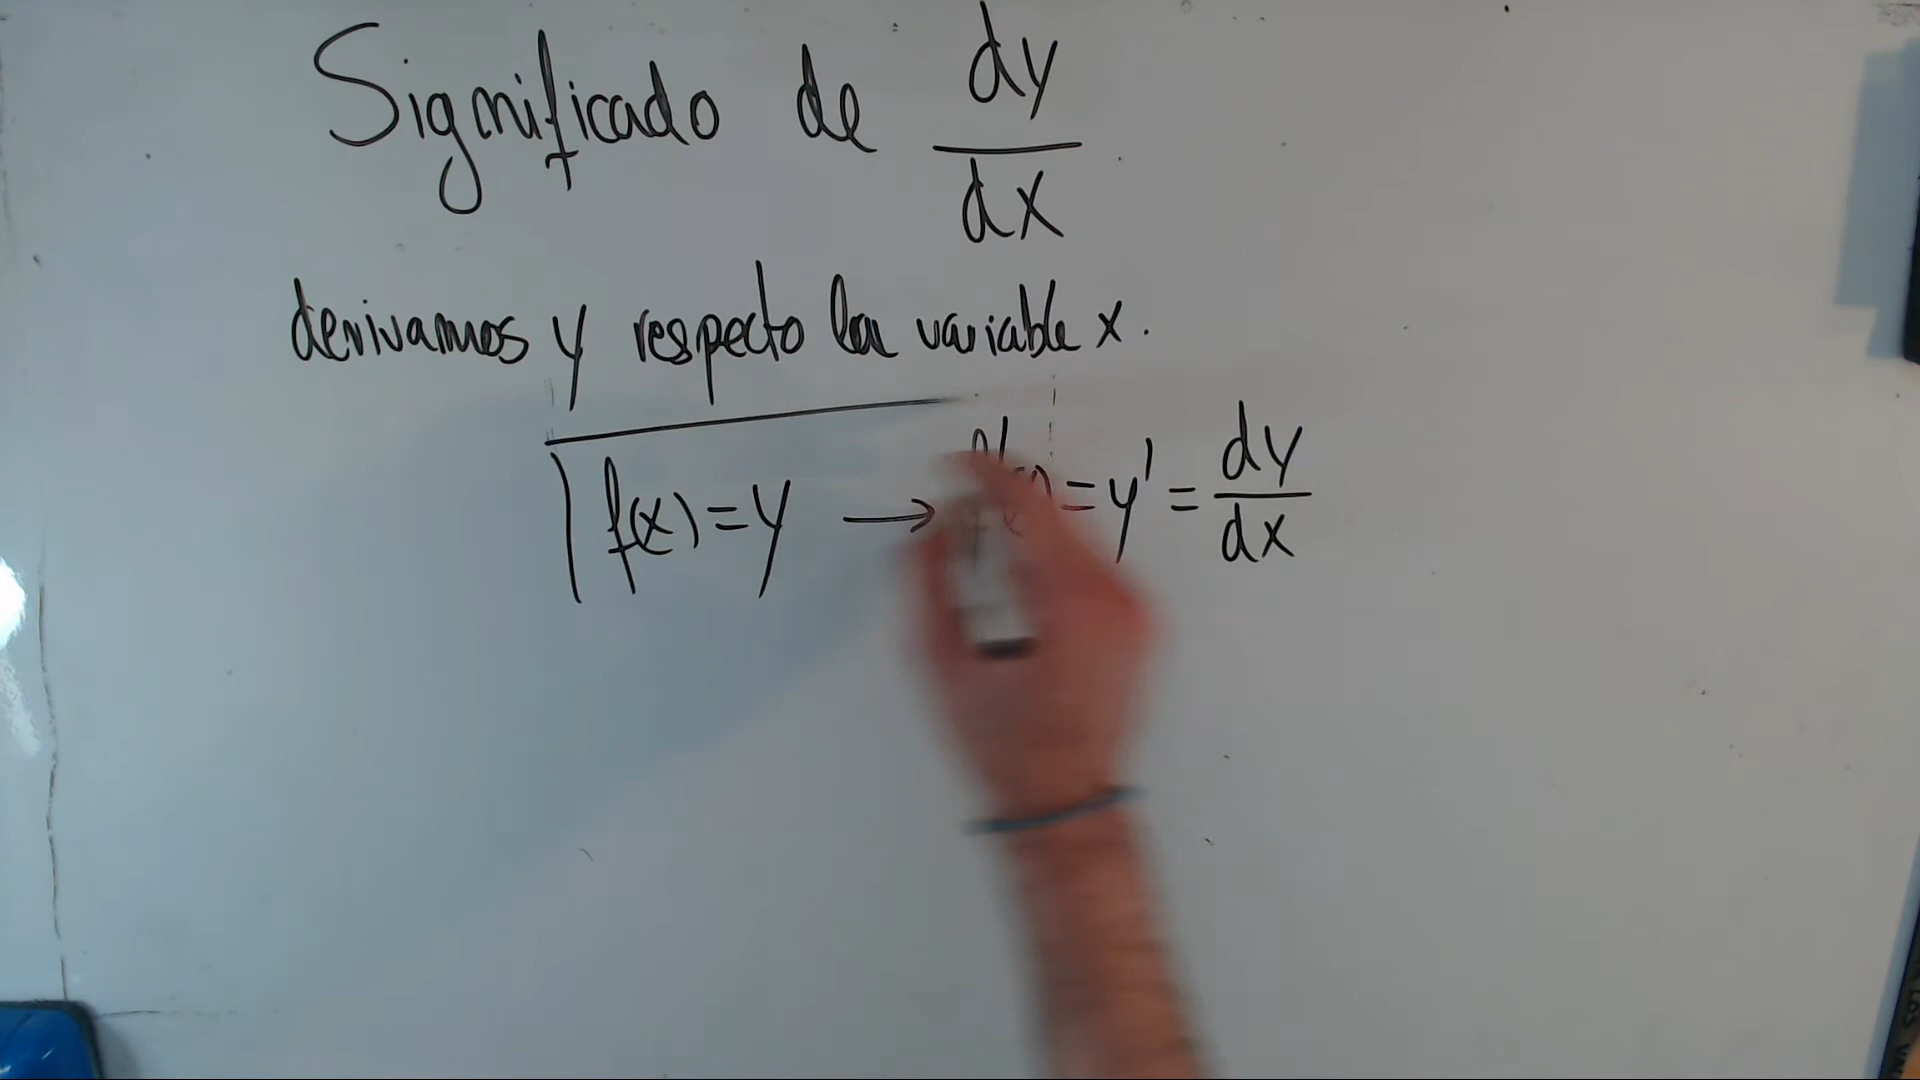 Significado de dy/dx
derivamos y respecto la variable x.
f(x) = y → = y' = dy/dx